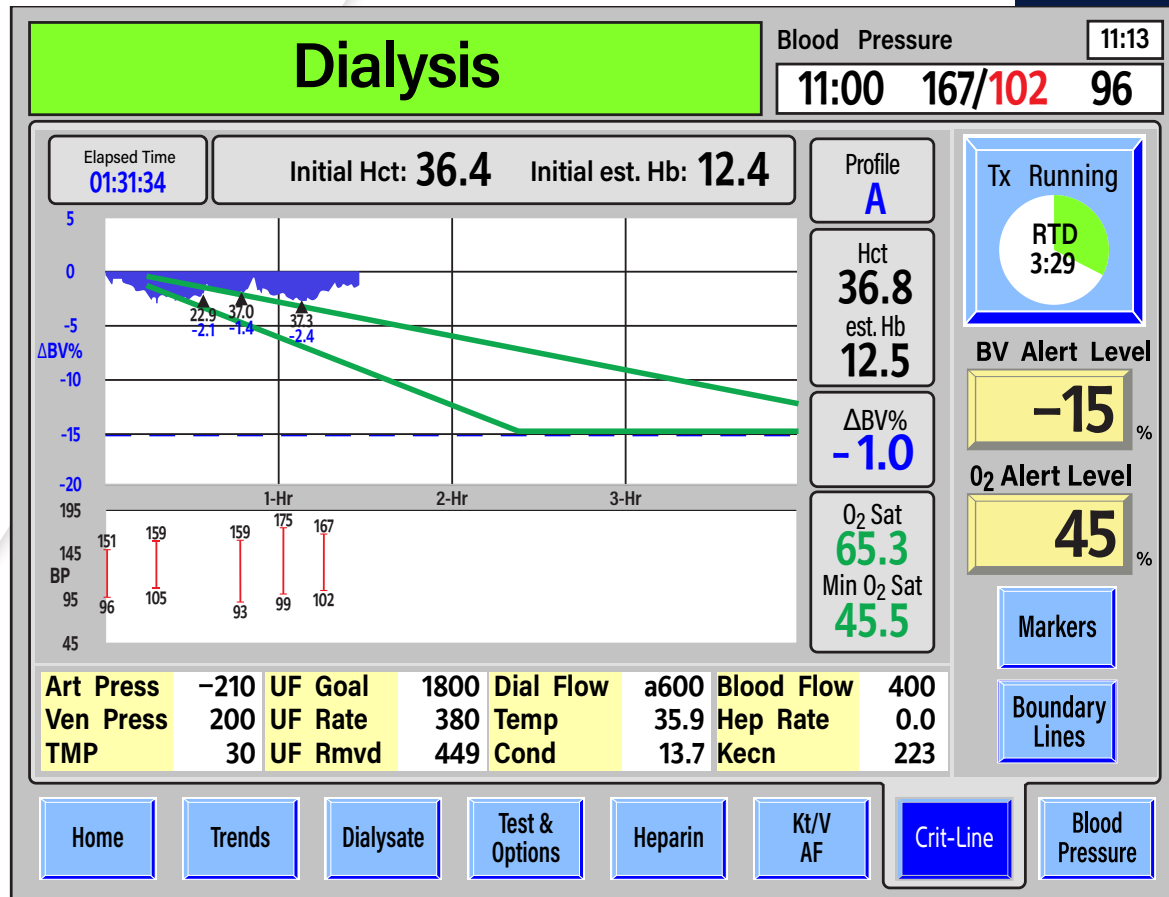 Dialysis
Blood Pressure 11:13
11:00 167/102 96
Elapsed Time
01:31:34
Initial Hct: 36.4 Initial est. Hb: 12.4
Profile
A
Tx Running
RTD
3:29
5
0
-5
ΔBV%
-10
-15
-20
22.9
-2.1
37.0
-1.4
37.3
-2.4
1-Hr 2-Hr 3-Hr
Hct
36.8
est. Hb
12.5
ΔBV%
-1.0
O2 Sat
65.3
Min O2 Sat
45.5
BV Alert Level
-15 %
O2 Alert Level
45 %
Markers
Boundary
Lines
195
145
BP
95
45
151
96
159
105
159
93
175
99
167
102
Art Press -210 UF Goal 1800 Dial Flow a600 Blood Flow 400
Ven Press 200 UF Rate 380 Temp 35.9 Hep Rate 0.0
TMP 30 UF Rmvd 449 Cond 13.7 Kecn 223
Home
Trends
Dialysate
Test &
Options
Heparin
Kt/V
AF
Crit-Line
Blood
Pressure